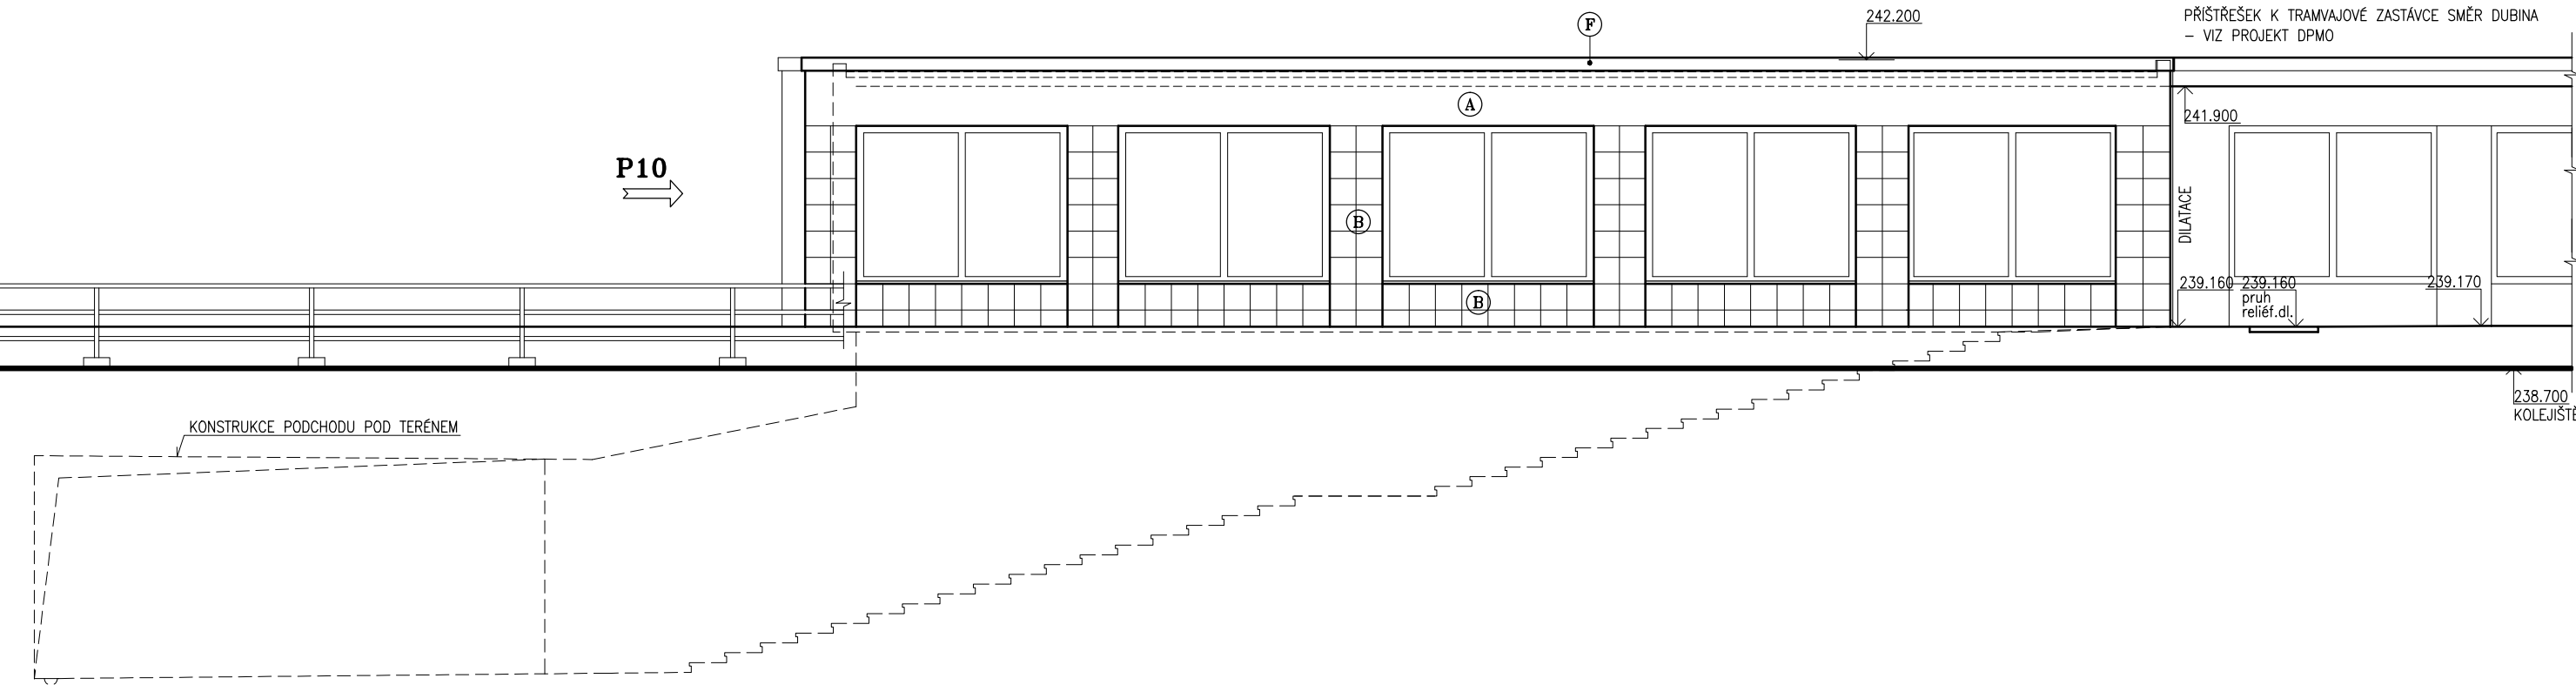 PŘÍSTŘEŠEK K TRAMVAJOVÉ ZASTÁVCE SMĚR DUBINA
- VIZ PROJEKT DPMO
F
242.200
A
241.900
P10
DILATACE
B
239.160
239.160
pruh
reliéf.dl.
239.170
B
238.700
KOLEJIŠTĚ
KONSTRUKCE PODCHODU POD TERÉNEM